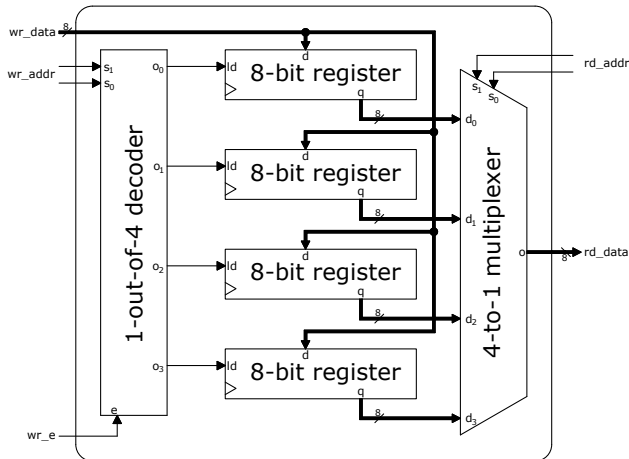 wr_data
8
wr_addr
s1
s0
1-out-of-4 decoder
o0
o1
o2
o3
e
wr_e
d
ld
8-bit register
q
8
d
ld
8-bit register
q
8
d
ld
8-bit register
q
8
d
ld
8-bit register
q
8
rd_addr
s1
s0
d0
d1
d2
d3
4-to-1 multiplexer
o
8
rd_data